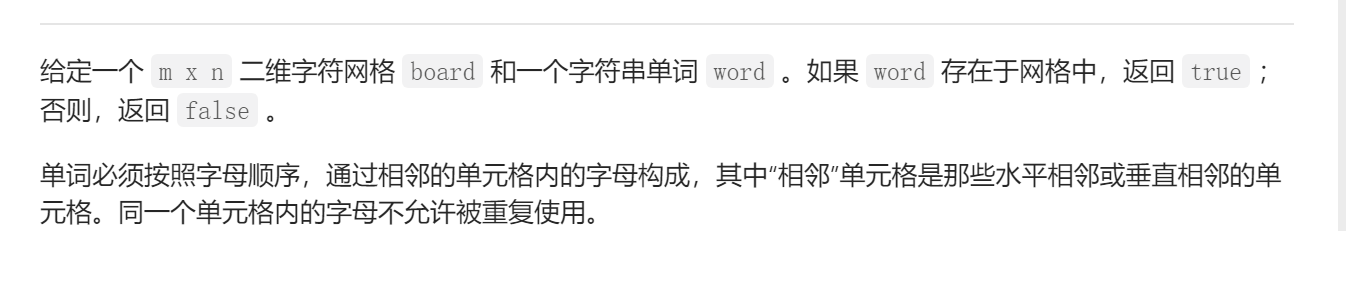 给定一个 m x n 二维字符网格 board 和一个字符串单词 word 。如果 word 存在于网格中，返回 true ；
否则，返回 false 。
单词必须按照字母顺序，通过相邻的单元格内的字母构成，其中“相邻”单元格是那些水平相邻或垂直相邻的单
元格。同一个单元格内的字母不允许被重复使用。